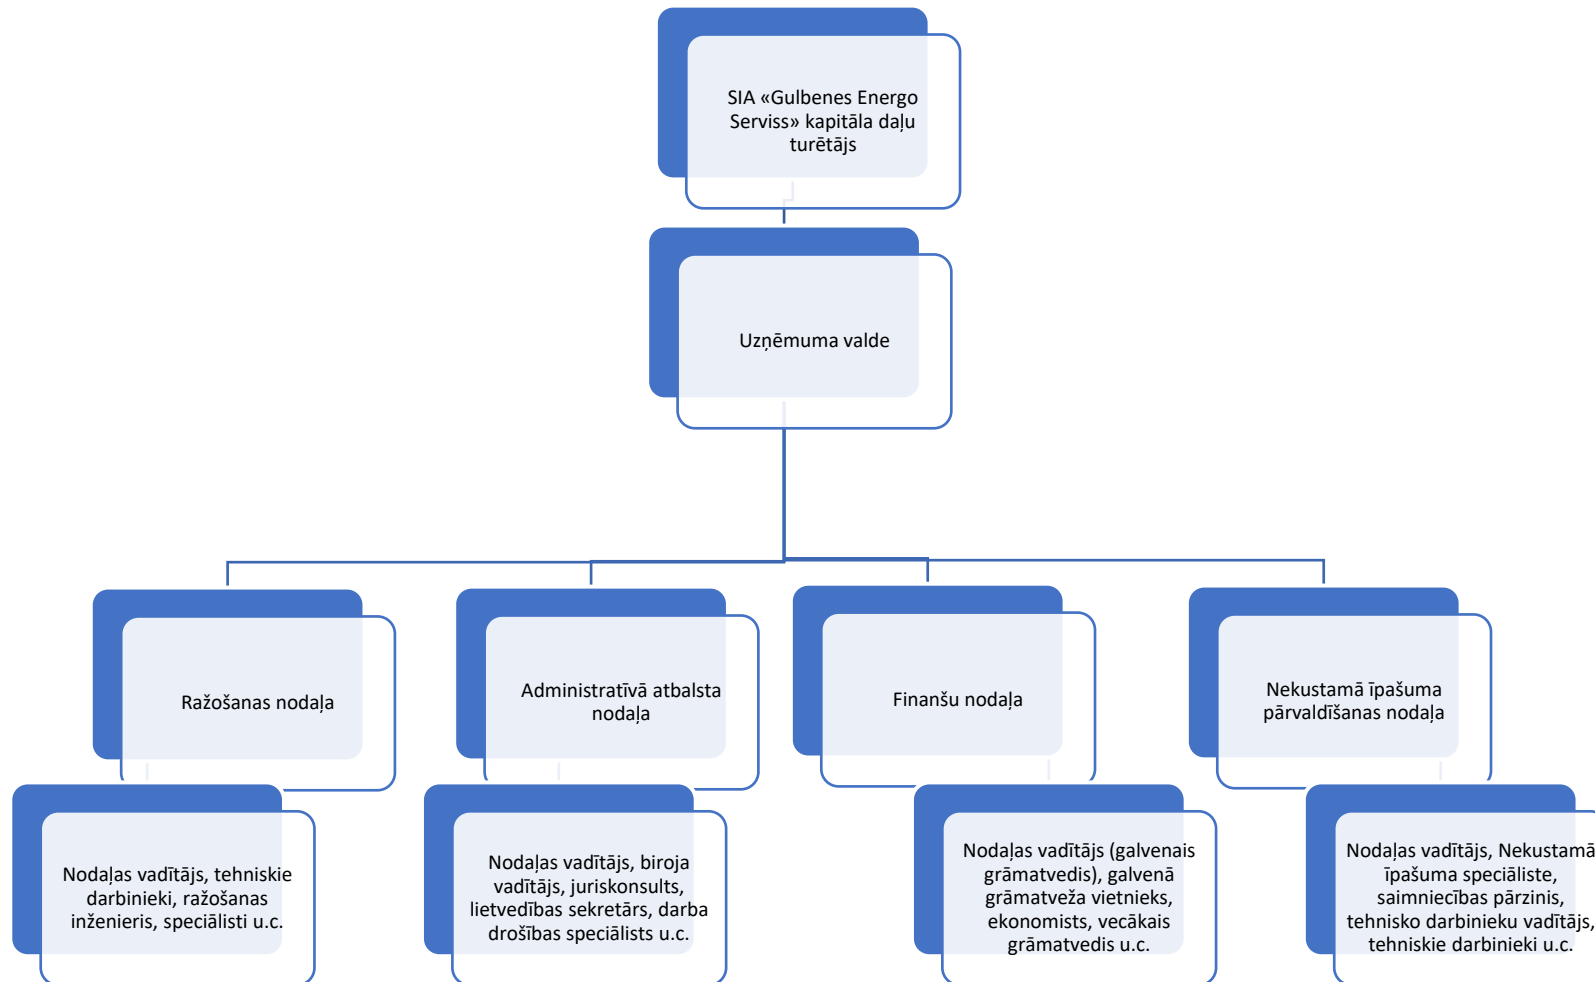 SIA «Gulbenes Energo
Serviss» kapitāla daļu
turētājs
Uzņēmuma valde
Ražošanas nodaļa
Administratīvā atbalsta
nodaļa
Finanšu nodaļa
Nekustamā īpašuma
pārvaldīšanas nodaļa
Nodaļas vadītājs, tehniskie
darbinieki, ražošanas
inženieris, speciālisti u.c.
Nodaļas vadītājs, biroja
vadītājs, juriskonsults,
lietvedības sekretārs, darba
drošības speciālists u.c.
Nodaļas vadītājs (galvenais
grāmatvedis), galvenā
grāmatveža vietnieks,
ekonomists, vecākais
grāmatvedis u.c.
Nodaļas vadītājs, Nekustamā
īpašuma speciāliste,
saimniecības pārzinis,
tehnisko darbinieku vadītājs,
tehniskie darbinieki u.c.